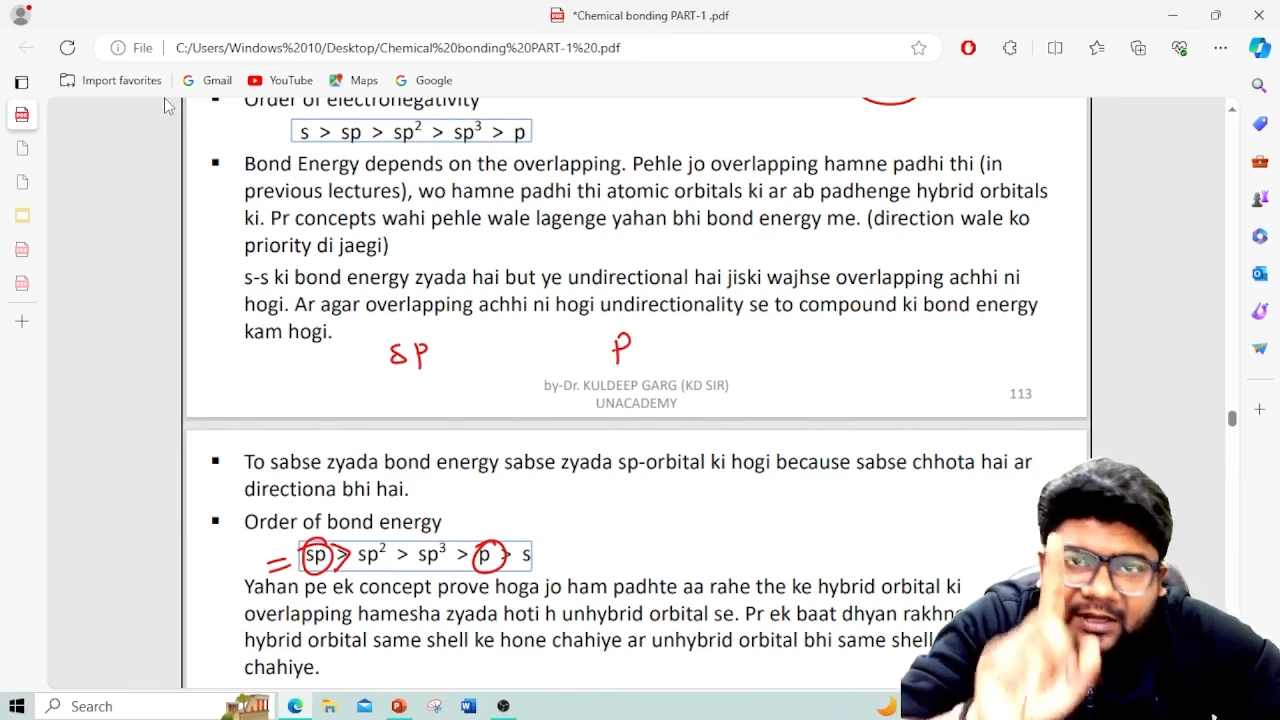 *Chemical bonding PART-1 .pdf
File C:/Users/Windows%2010/Desktop/Chemical%20bonding%20PART-1%20.pdf
Import favorites Gmail YouTube Maps Google
Order of electronegativity
s > sp > sp² > sp³ > p
▪ Bond Energy depends on the overlapping. Pehle jo overlapping hamne padhi thi (in
previous lectures), wo hamne padhi thi atomic orbitals ki ar ab padhenge hybrid orbitals
ki. Pr concepts wahi pehle wale lagenge yahan bhi bond energy me. (direction wale ko
priority di jaegi)
s-s ki bond energy zyada hai but ye undirectional hai jiski wajhse overlapping achhi ni
hogi. Ar agar overlapping achhi ni hogi undirectionality se to compound ki bond energy
kam hogi.
sp p
by-Dr. KULDEEP GARG (KD SIR)
UNACADEMY
113
▪ To sabse zyada bond energy sabse zyada sp-orbital ki hogi because sabse chhota hai ar
directiona bhi hai.
▪ Order of bond energy
= sp > sp² > sp³ > p > s
Yahan pe ek concept prove hoga jo ham padhte aa rahe the ke hybrid orbital ki
overlapping hamesha zyada hoti h unhybrid orbital se. Pr ek baat dhyan rakhn
hybrid orbital same shell ke hone chahiye ar unhybrid orbital bhi same shell
chahiye.
Search